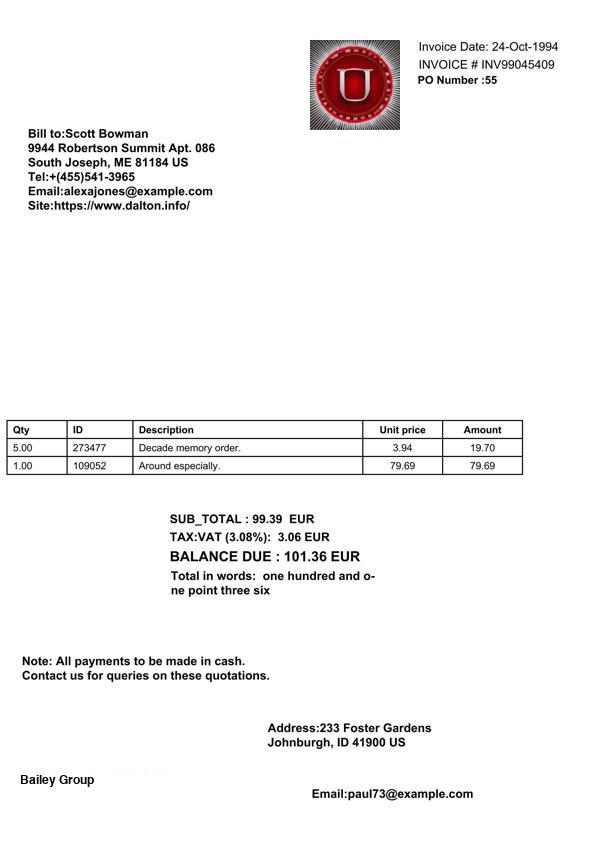 U
Invoice Date: 24-Oct-1994
INVOICE # INV99045409
PO Number :55
Bill to:Scott Bowman
9944 Robertson Summit Apt. 086
South Joseph, ME 81184 US
Tel:+(455)541-3965
Email:alexajones@example.com
Site:https://www.dalton.info/
Qty ID Description Unit price Amount
5.00 273477 Decade memory order. 3.94 19.70
1.00 109052 Around especially. 79.69 79.69
SUB_TOTAL : 99.39 EUR
TAX:VAT (3.08%): 3.06 EUR
BALANCE DUE : 101.36 EUR
Total in words: one hundred and o-
ne point three six
Note: All payments to be made in cash.
Contact us for queries on these quotations.
Address:233 Foster Gardens
Johnburgh, ID 41900 US
Bailey Group
Email:paul73@example.com